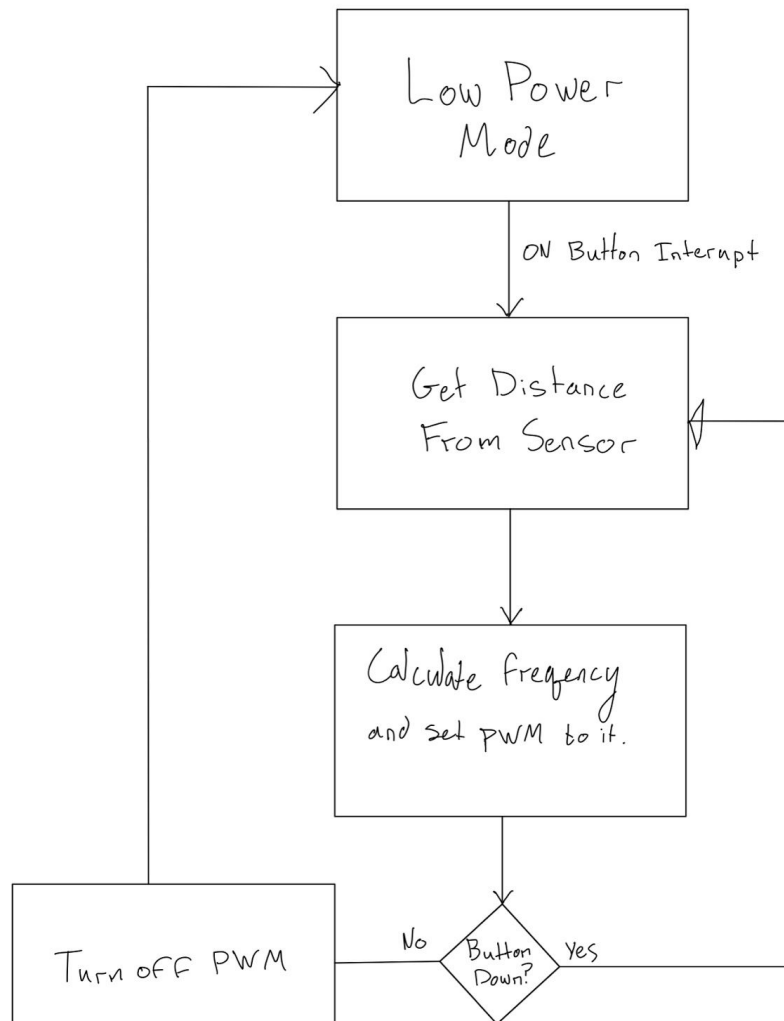 Low Power
Mode
ON Button Interupt
Get Distance
From Sensor
Calculate freqency
and set PWM to it.
No
Button
Down?
Yes
Turn off PWM